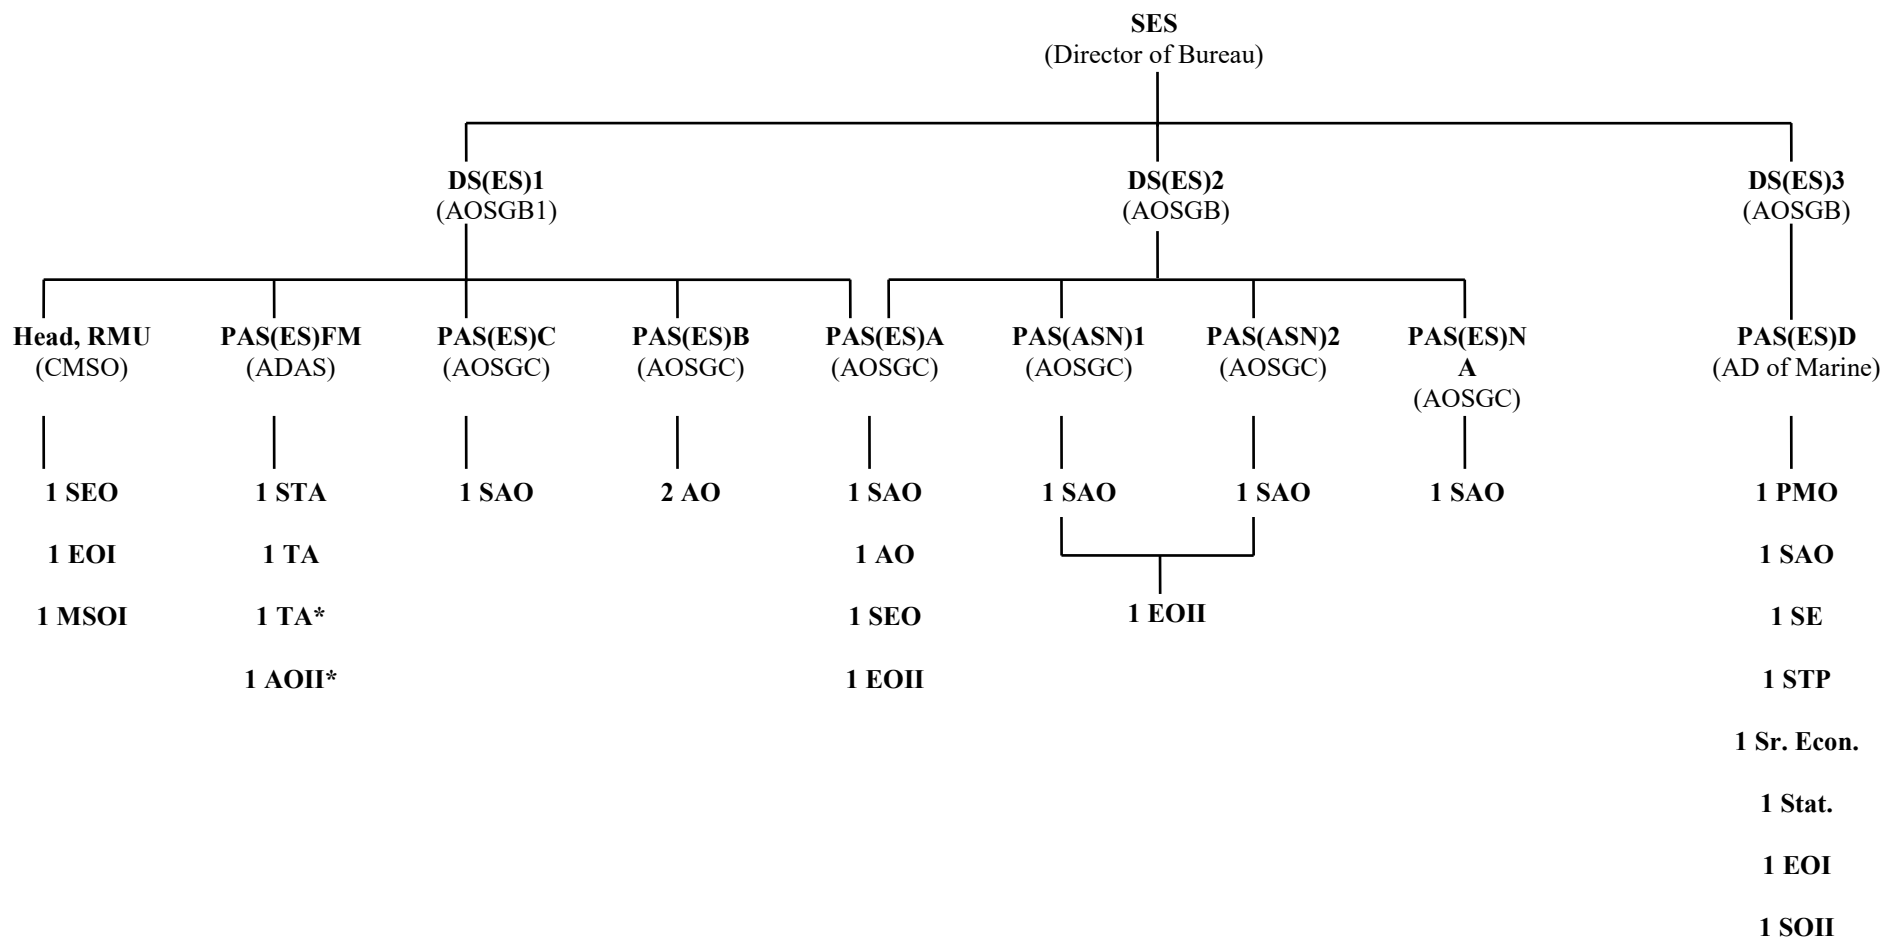 SES
(Director of Bureau)
DS(ES)1
(AOSGB1)
DS(ES)2
(AOSGB)
DS(ES)3
(AOSGB)
Head, RMU
(CMSO)
PAS(ES)FM
(ADAS)
PAS(ES)C
(AOSGC)
PAS(ES)B
(AOSGC)
PAS(ES)A
(AOSGC)
PAS(ASN)1
(AOSGC)
PAS(ASN)2
(AOSGC)
PAS(ES)N
A
(AOSGC)
PAS(ES)D
(AD of Marine)
1 SEO
1 EOI
1 MSOI
1 STA
1 TA
1 TA*
1 AOII*
1 SAO
2 AO
1 SAO
1 AO
1 SEO
1 EOII
1 SAO
1 SAO
1 EOII
1 SAO
1 PMO
1 SAO
1 SE
1 STP
1 Sr. Econ.
1 Stat.
1 EOI
1 SOII